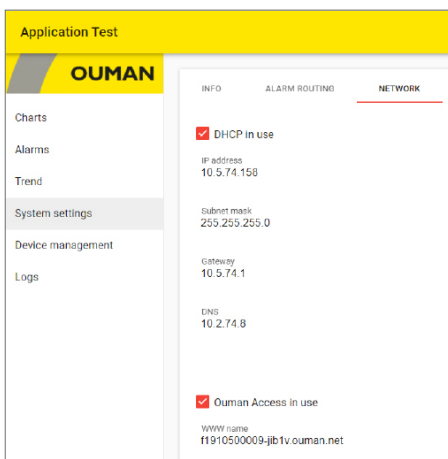 Application Test
OUMAN
Charts
Alarms
Trend
System settings
Device management
Logs
INFO ALARM ROUTING NETWORK
DHCP in use
IP address
10.5.74.158
Subnet mask
255.255.255.0
Gateway
10.5.74.1
DNS
10.2.74.8
Ouman Access in use
WWW name
f1910500009-jib1v.ouman.net